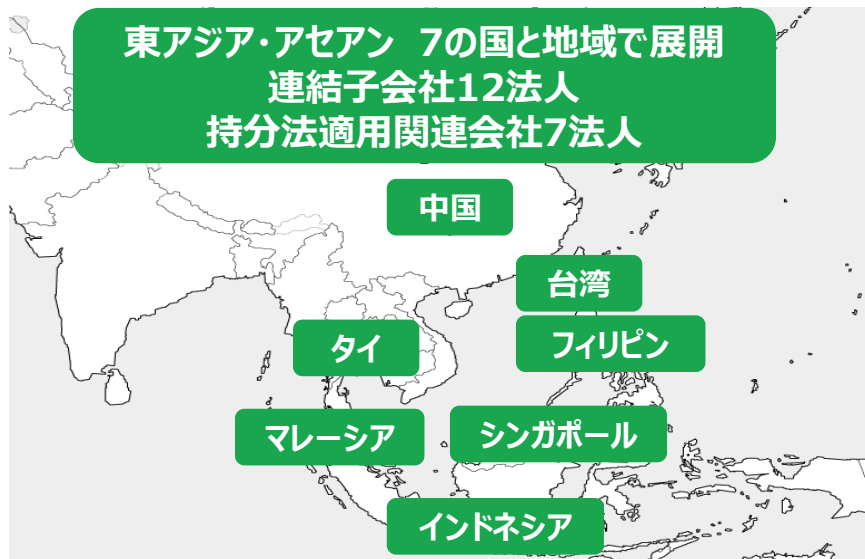 東アジア・アセアン 7の国と地域で展開
連結子会社12法人
持分法適用関連会社7法人
中国
台湾
タイ
フィリピン
マレーシア
シンガポール
インドネシア